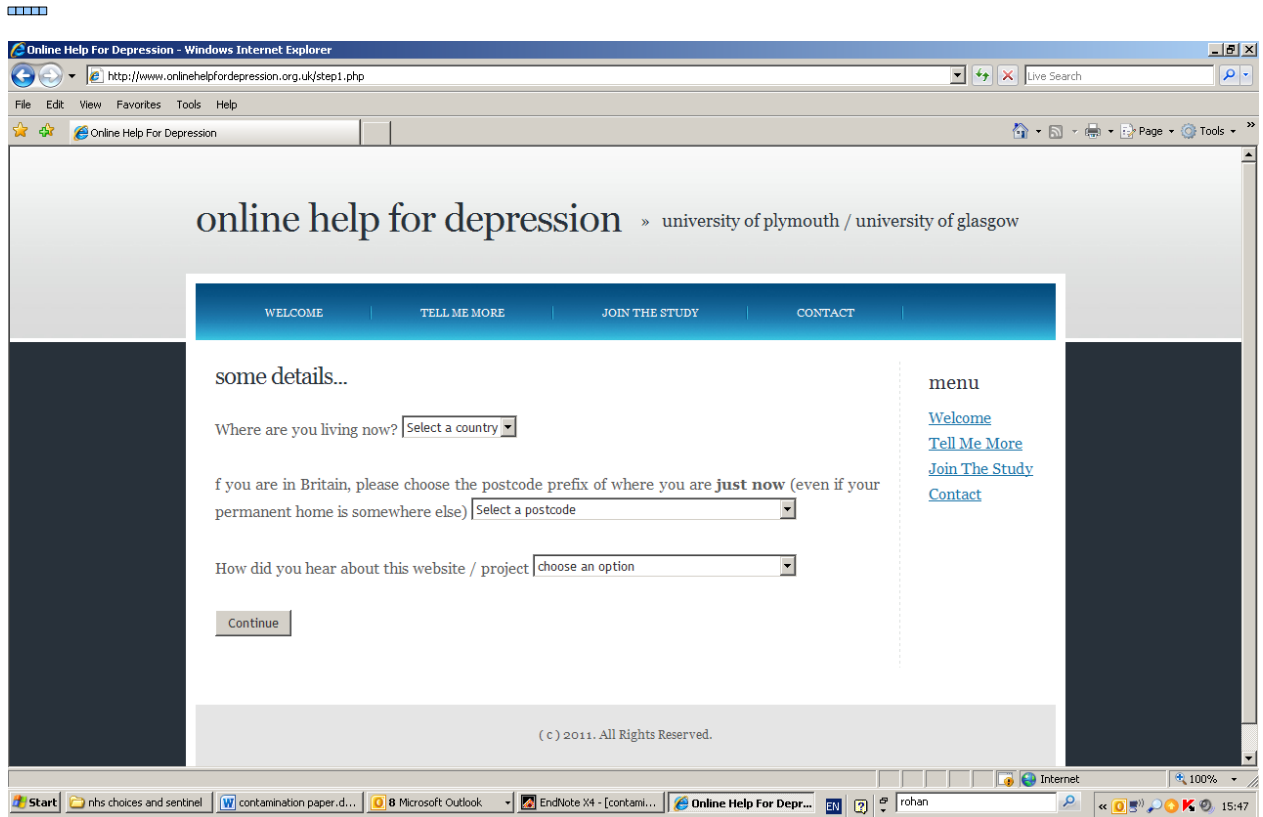 Online Help For Depression - Windows Internet Explorer
http://www.onlinehelpfordepression.org.uk/step1.php
Live Search
File Edit View Favorites Tools Help
Online Help For Depression
Page Tools
online help for depression » university of plymouth / university of glasgow
WELCOME TELL ME MORE JOIN THE STUDY CONTACT
some details...
menu
Where are you living now? Select a country
Welcome
Tell Me More
Join The Study
Contact
f you are in Britain, please choose the postcode prefix of where you are just now (even if your
permanent home is somewhere else) Select a postcode
How did you hear about this website / project choose an option
Continue
( c ) 2011. All Rights Reserved.
Internet 100%
Start nhs choices and sentinel contamination paper.d... 8 Microsoft Outlook EndNote X4 - [contami... Online Help For Depr... EN rohan 15:47